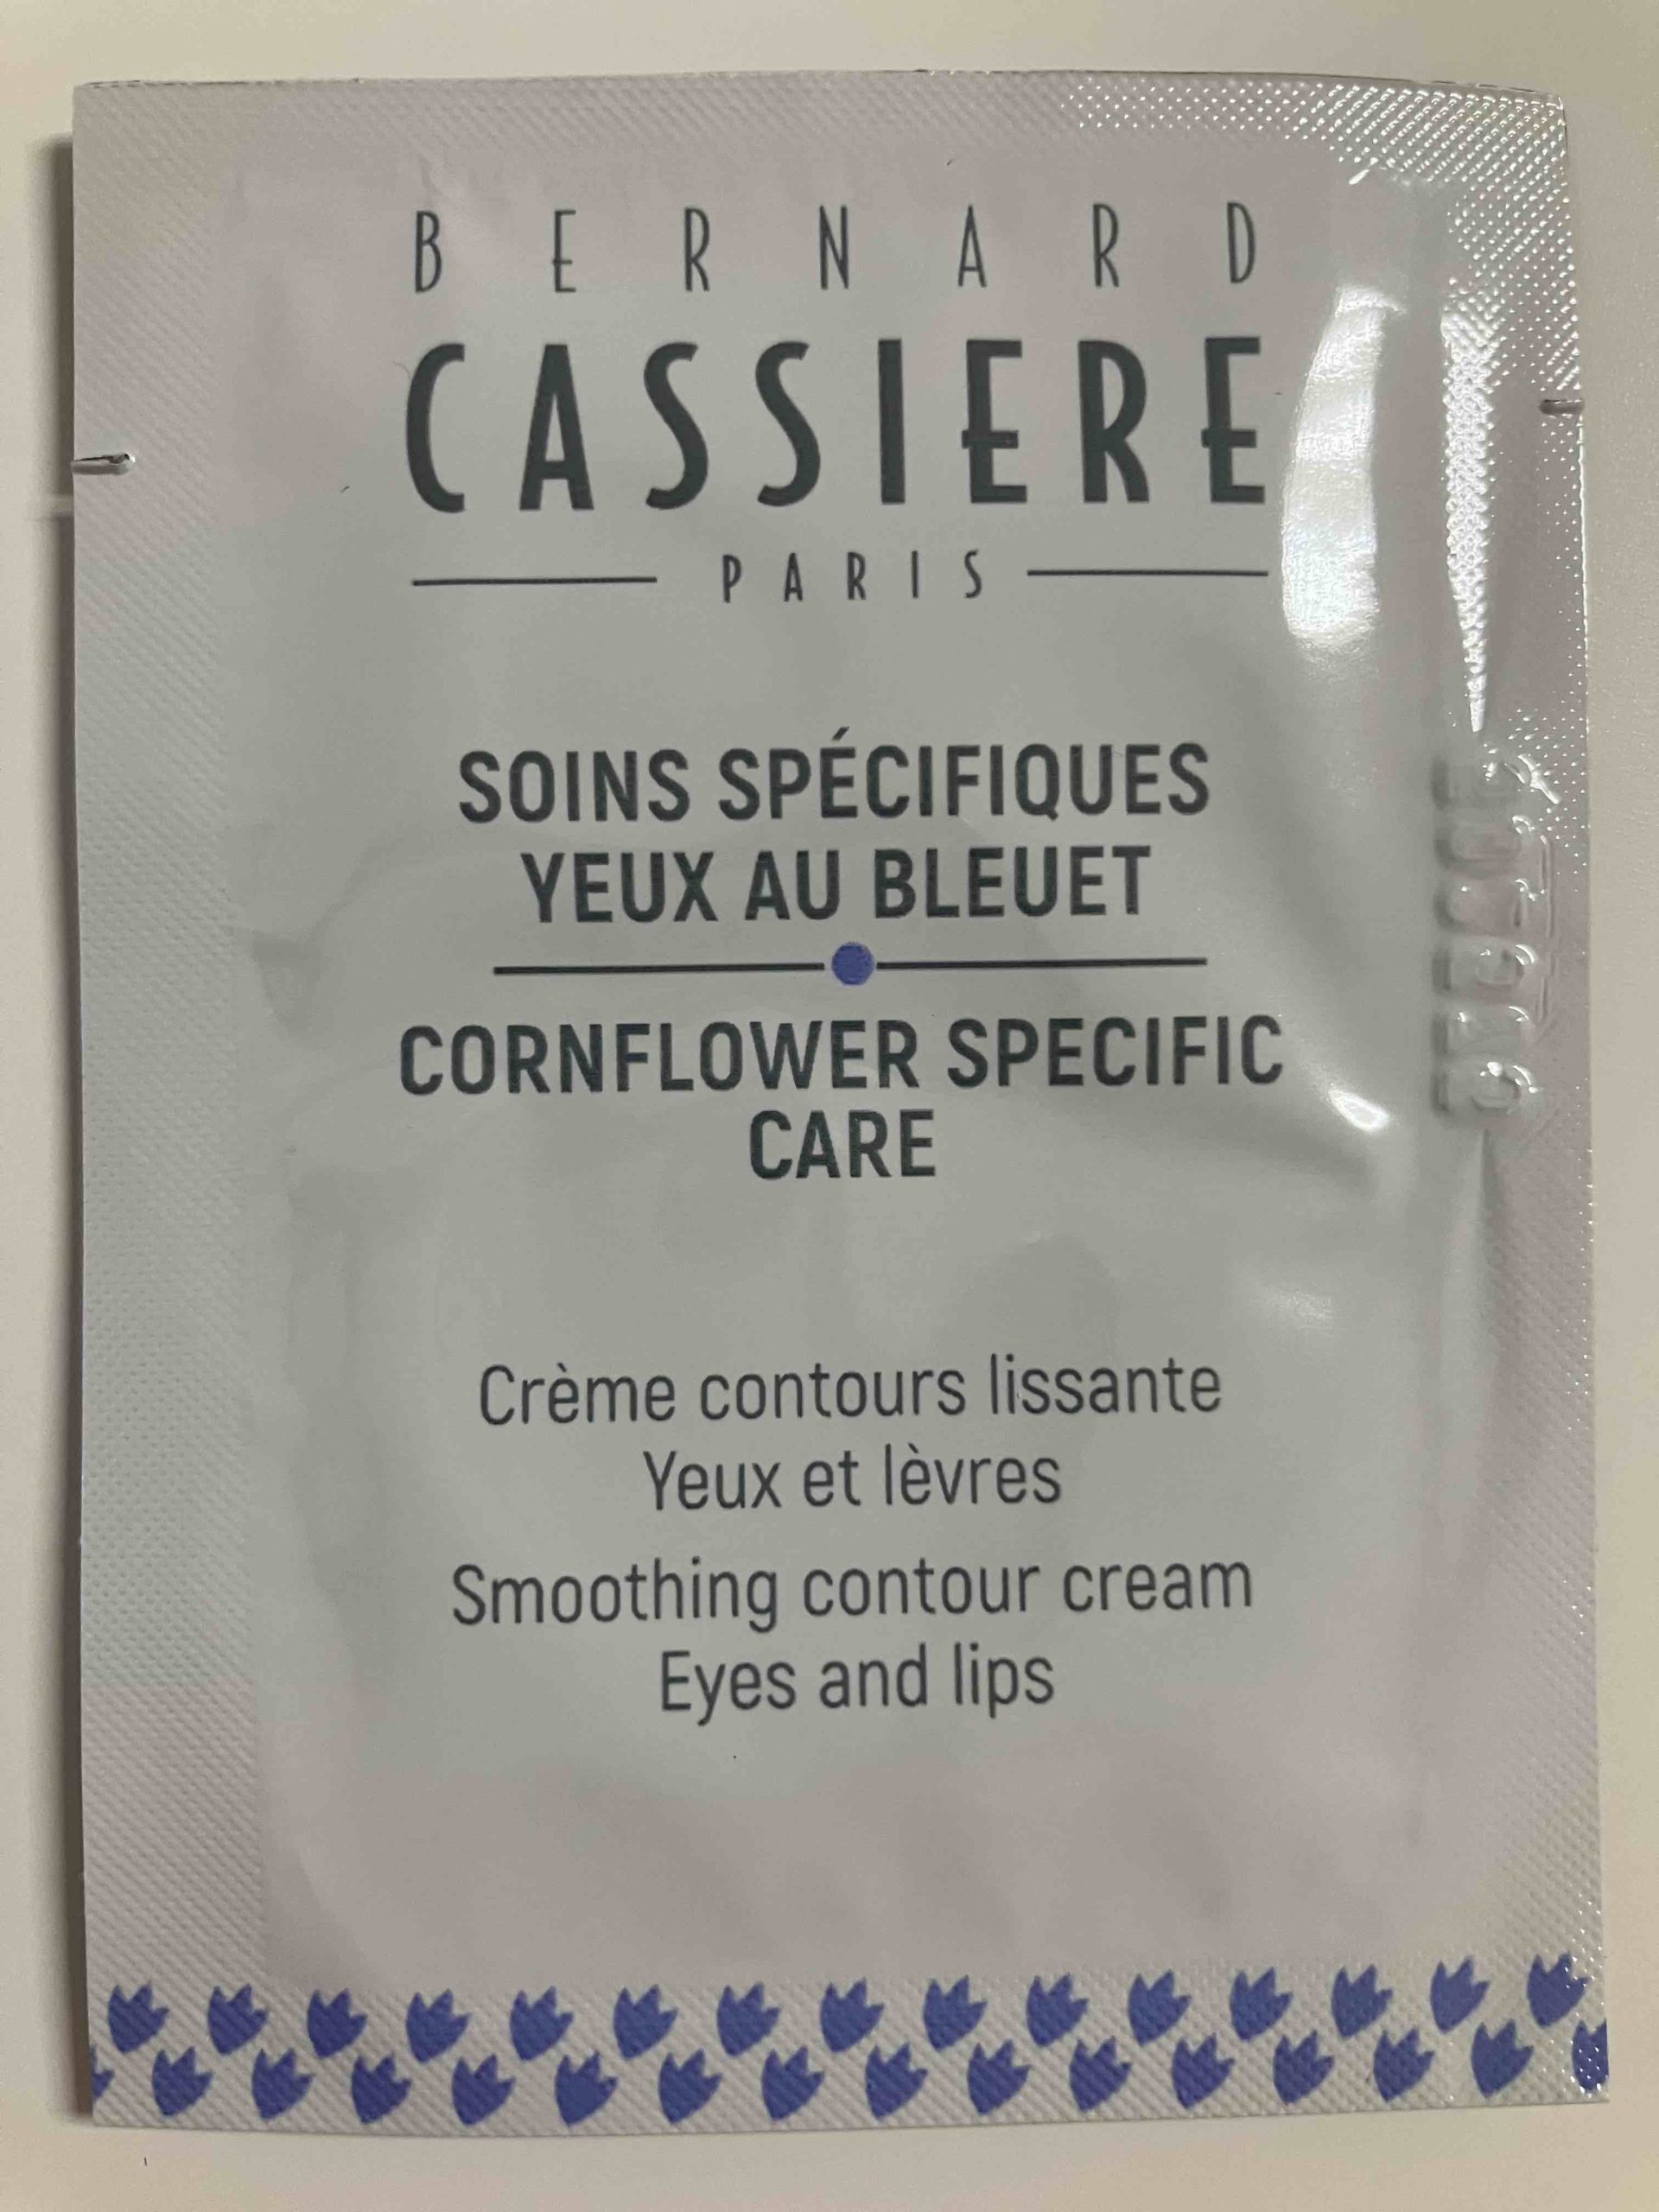 BERNARD
CASSIERE
PARIS
SOINS SPÉCIFIQUES
YEUX AU BLEUET
CORNFLOWER SPECIFIC
CARE
Crème contours lissante
Yeux et lèvres
Smoothing contour cream
Eyes and lips